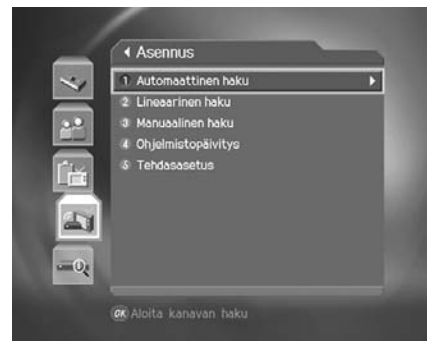 Asennus
1 Automaattinen haku
2 Lineaarinen haku
3 Manuaalinen haku
4 Ohjelmistopäivitys
5 Tehdasasetus
OK Aloita kanavan haku